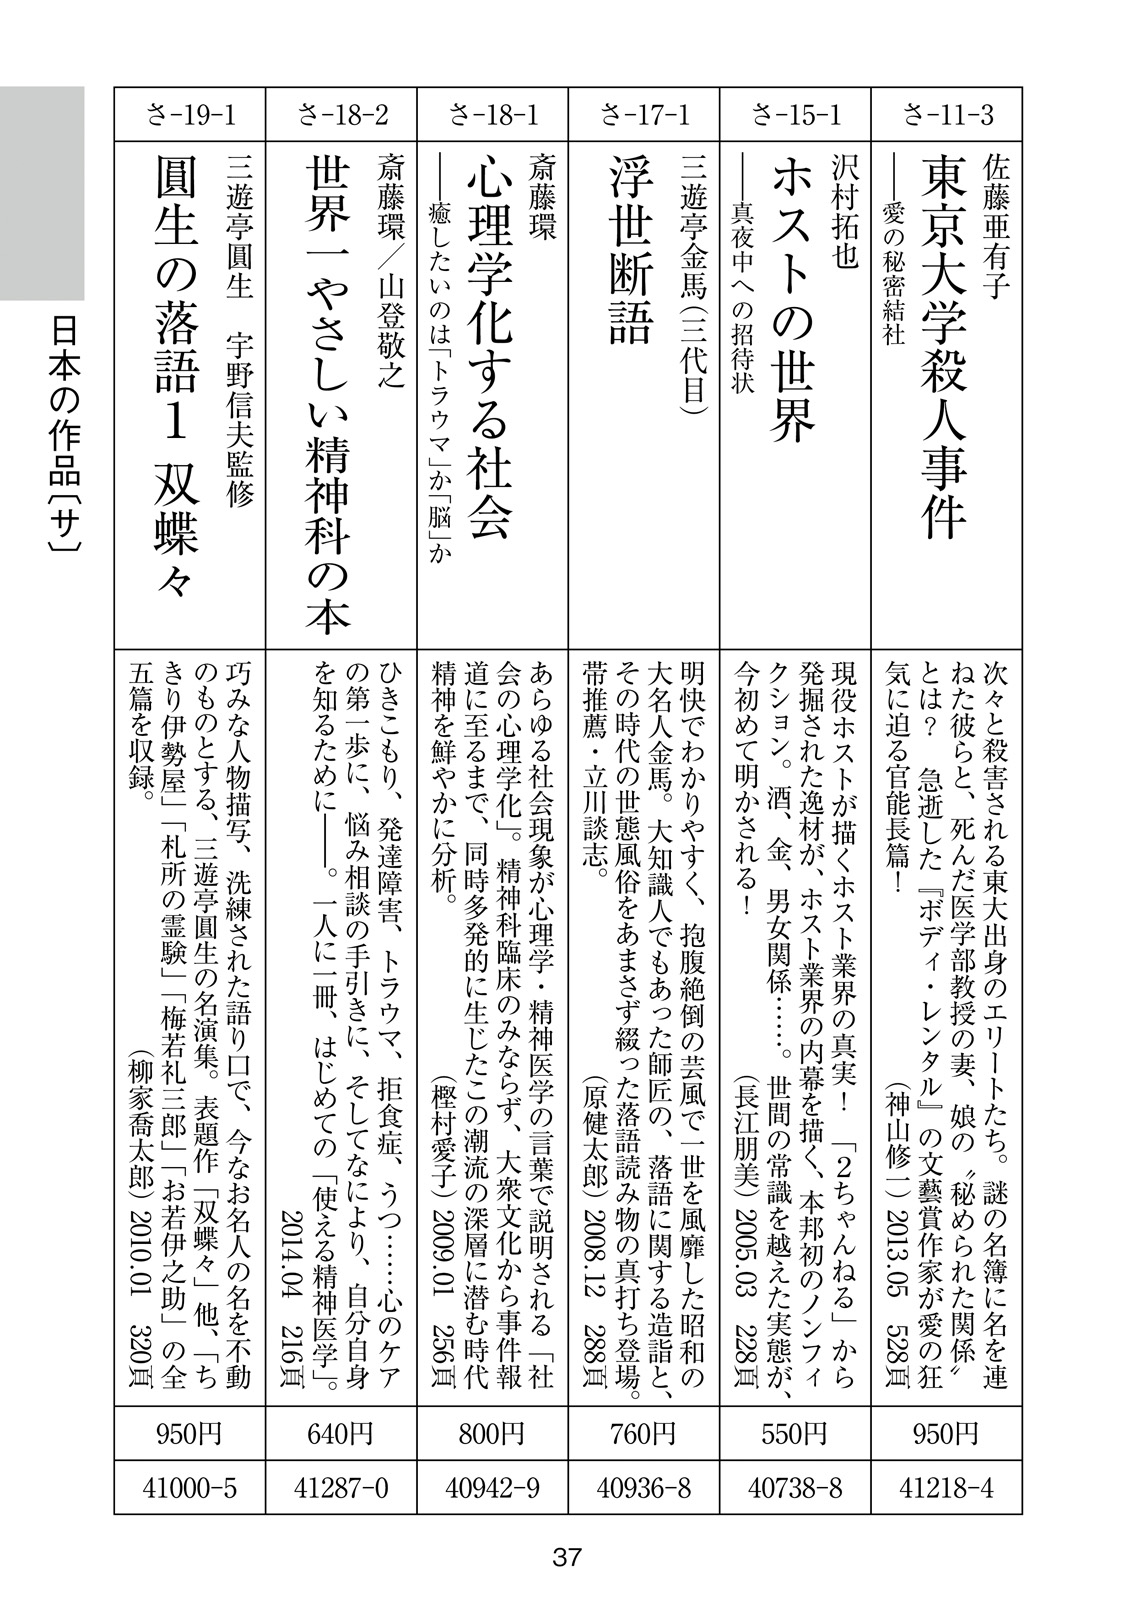 さ-11-3
佐藤亜有子
東京大学殺人事件
――愛の秘密結社
次々と殺害される東大出身のエリートたち。謎の名簿に名を連
ねた彼らと、死んだ医学部教授の妻、娘の〝秘められた関係〟
とは？　急逝した『ボディ・レンタル』の文藝賞作家が愛の狂
気に迫る官能長篇！　（神山修一）2013.05　528頁
950円
41218-4
さ-15-1
沢村拓也
ホストの世界
――真夜中への招待状
現役ホストが描くホスト業界の真実！　「２ちゃんねる」から
発掘された逸材が、ホスト業界の内幕を描く、本邦初のノンフィ
クション。酒、金、男女関係……。世間の常識を越えた実態が、
今初めて明かされる！　（長江朋美）2005.03　228頁
550円
40738-8
さ-17-1
三遊亭金馬（三代目）
浮世断語
明快でわかりやすく、抱腹絶倒の芸風で一世を風靡した昭和の
大名人金馬。大知識人でもあった師匠の、落語に関する造詣と、
その時代の世態風俗をあまさず綴った落語読み物の真打ち登場。
帯推薦・立川談志。　（原健太郎）2008.12　288頁
760円
40936-8
さ-18-1
斎藤環
心理学化する社会
――癒したいのは「トラウマ」か「脳」か
あらゆる社会現象が心理学・精神医学の言葉で説明される「社
会の心理学化」。精神科臨床のみならず、大衆文化から事件報
道に至るまで、同時多発的に生じたこの潮流の深層に潜む時代
精神を鮮やかに分析。　（樫村愛子）2009.01　256頁
800円
40942-9
さ-18-2
斎藤環／山登敬之
世界一やさしい精神科の本
ひきこもり、発達障害、トラウマ、拒食症、うつ……心のケア
の第一歩に、悩み相談の手引きに、そしてなにより、自分自身
を知るために――。一人に一冊、はじめての「使える精神医学」。
2014.04　216頁
640円
41287-0
さ-19-1
三遊亭圓生　宇野信夫監修
圓生の落語１ 双蝶々
巧みな人物描写、洗練された語り口で、今なお名人の名を不動
のものとする、三遊亭圓生の名演集。表題作「双蝶々」他、「ち
きり伊勢屋」「札所の霊験」「梅若礼三郎」「お若伊之助」の全
五篇を収録。　（柳家喬太郎）2010.01　320頁
950円
41000-5
日本の作品〔サ〕
37